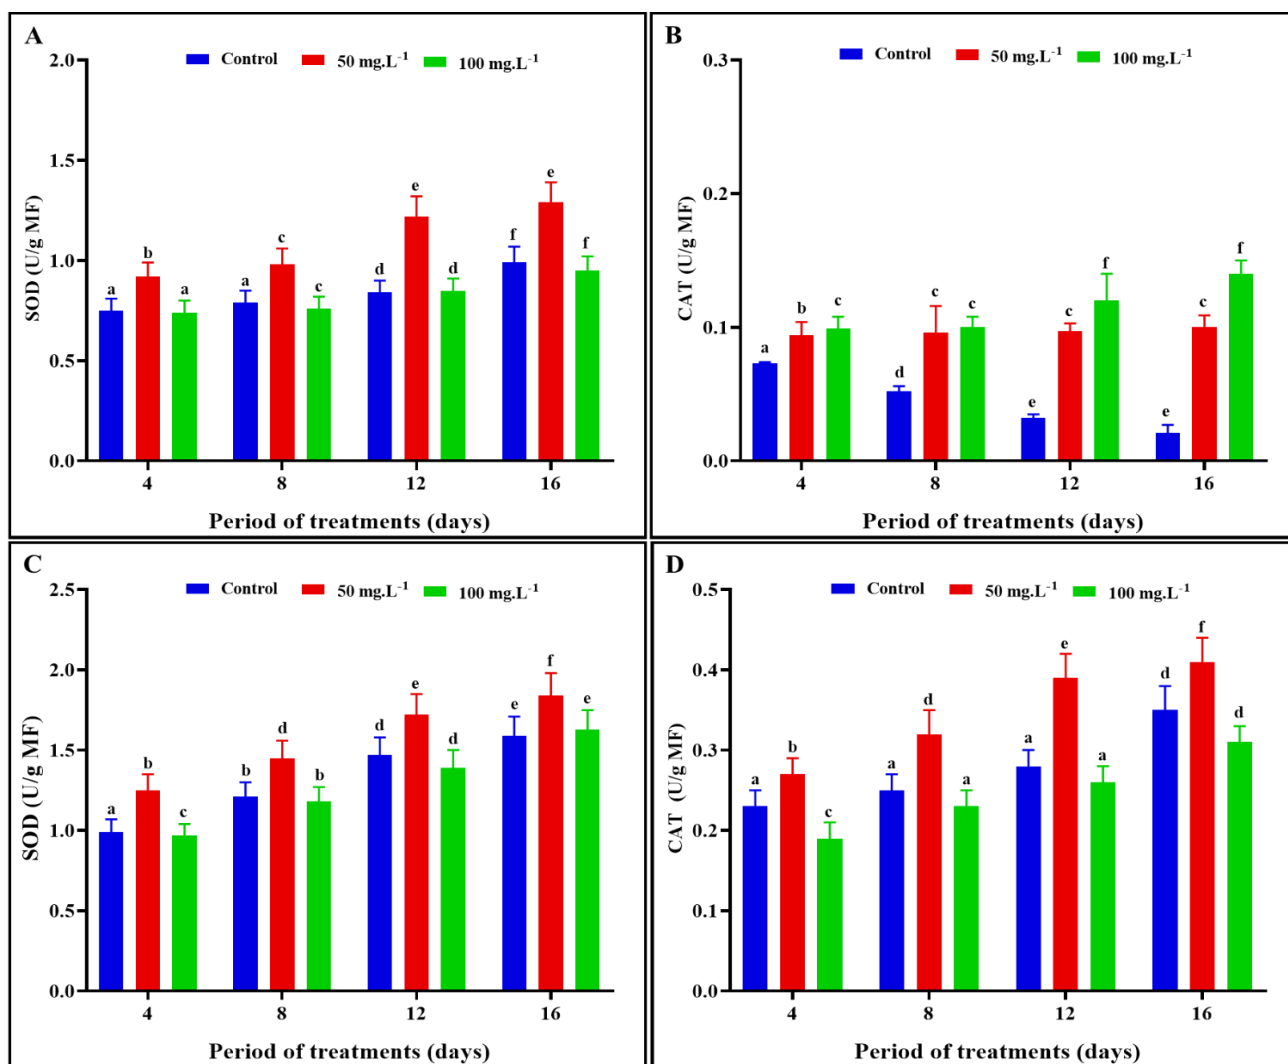 A
Control 50 mg.L⁻¹ 100 mg.L⁻¹
2.0
1.5
1.0
0.5
0.0
SOD (U/g MF)
a b a
a c c
d e d
f e f
4 8 12 16
Period of treatments (days)
B
Control 50 mg.L⁻¹ 100 mg.L⁻¹
0.3
0.2
0.1
0.0
CAT (U/g MF)
a b c
d c c
e c f
e c f
4 8 12 16
Period of treatments (days)
C
Control 50 mg.L⁻¹ 100 mg.L⁻¹
2.5
2.0
1.5
1.0
0.5
0.0
SOD (U/g MF)
a b c
b d b
d e d
e f e
4 8 12 16
Period of treatments (days)
D
Control 50 mg.L⁻¹ 100 mg.L⁻¹
0.5
0.4
0.3
0.2
0.1
0.0
CAT (U/g MF)
a b c
a d a
a e a
d f d
4 8 12 16
Period of treatments (days)